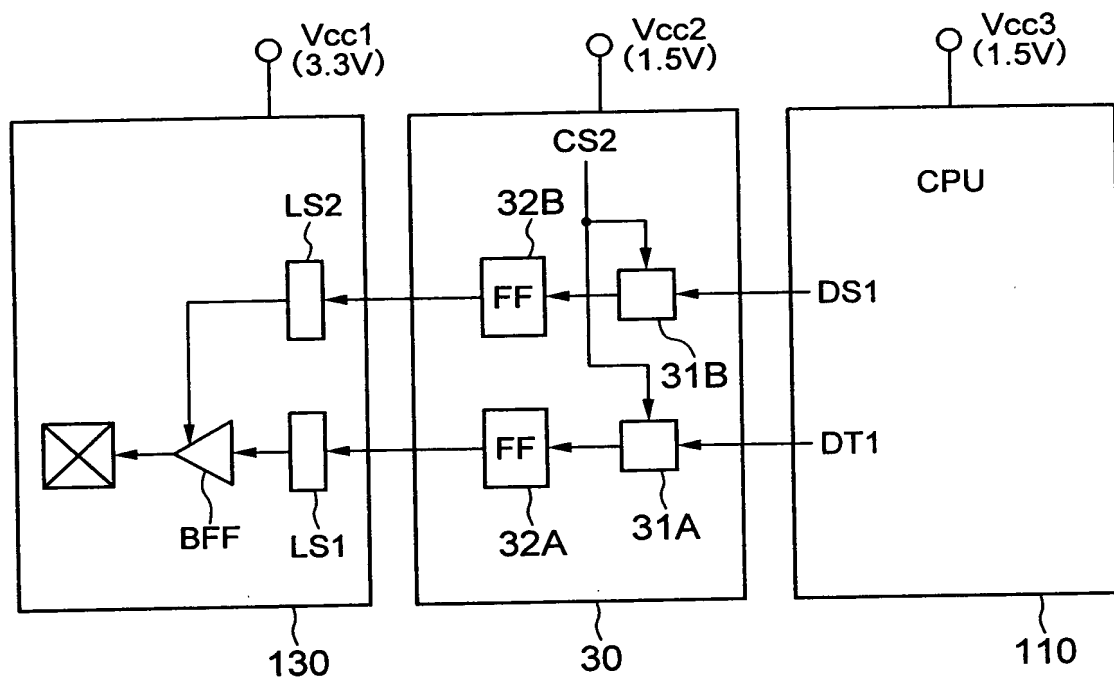 Vcc1
(3.3V)
Vcc2
(1.5V)
Vcc3
(1.5V)
CS2
CPU
LS2
32B
FF
DS1
31B
FF
DT1
BFF
LS1
32A
31A
130
30
110